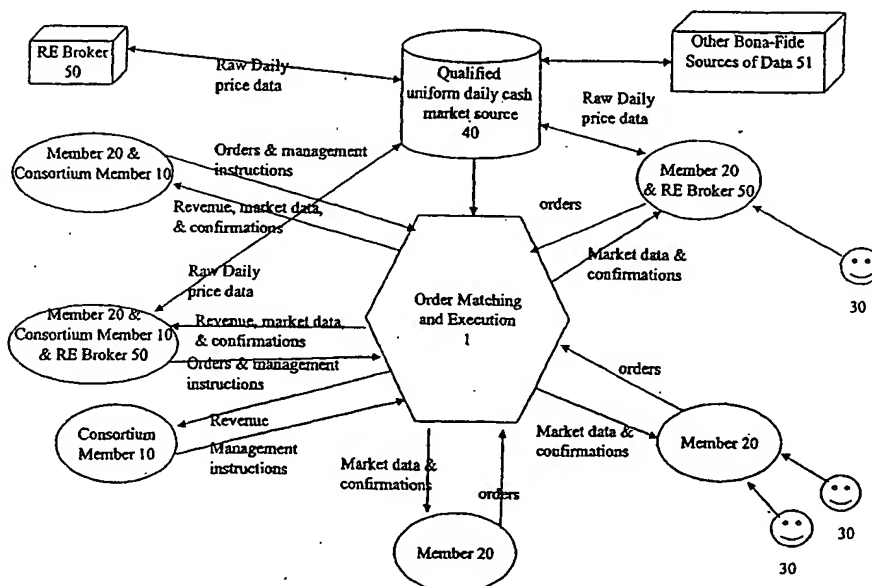 RE Broker
50
Raw Daily
price data
Qualified
uniform daily cash
market source
40
Other Bona-Fide
Sources of Data 51
Raw Daily
price data
Member 20 &
Consortium Member 10
Orders & management
instructions
Revenue, market data,
& confirmations
Member 20
& RE Broker 50
orders
Market data &
confirmations
30
Raw Daily
price data
Order Matching
and Execution
1
Member 20 &
Consortium Member 10
& RE Broker 50
Revenue, market data,
& confirmations
Orders & management
instructions
Consortium
Member 10
Revenue
Management
instructions
orders
Market data &
confirmations
Member 20
30
30
Market data &
confirmations
orders
Member 20